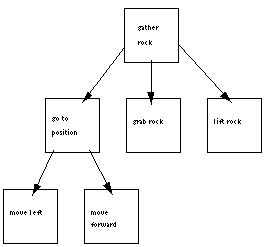 gather
rock
go to
position
grab rock
lift rock
move left
move
forward